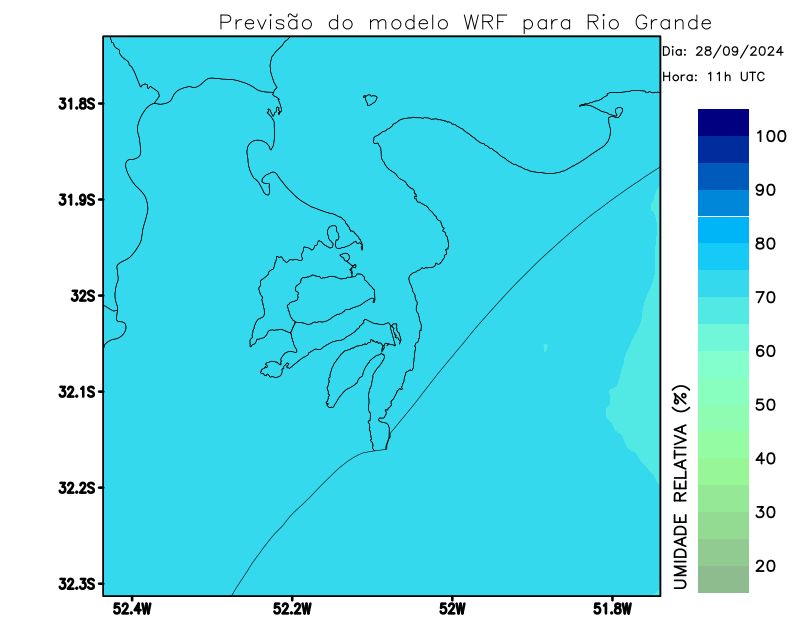 Previsão do modelo WRF para Rio Grande
Dia: 28/09/2024
Hora: 11h UTC
31.8S
31.9S
32S
32.1S
32.2S
32.3S
52.4W
52.2W
52W
51.8W
100
90
80
70
60
50
40
30
20
UMIDADE RELATIVA (%)